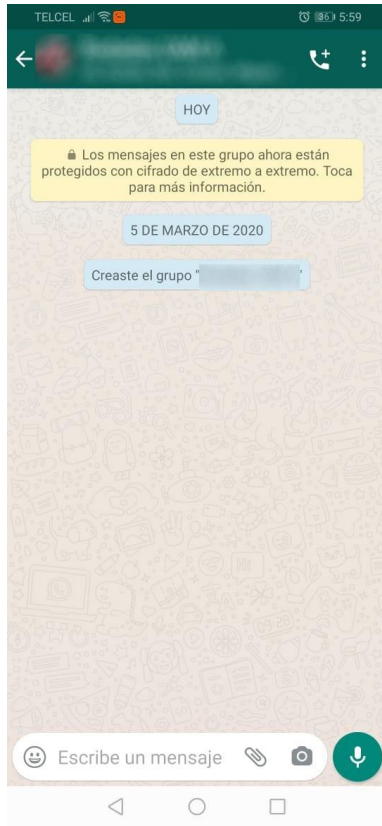 TELCEL 86 5:59
HOY
Los mensajes en este grupo ahora están
protegidos con cifrado de extremo a extremo. Toca
para más información.
5 DE MARZO DE 2020
Creaste el grupo " "
Escribe un mensaje